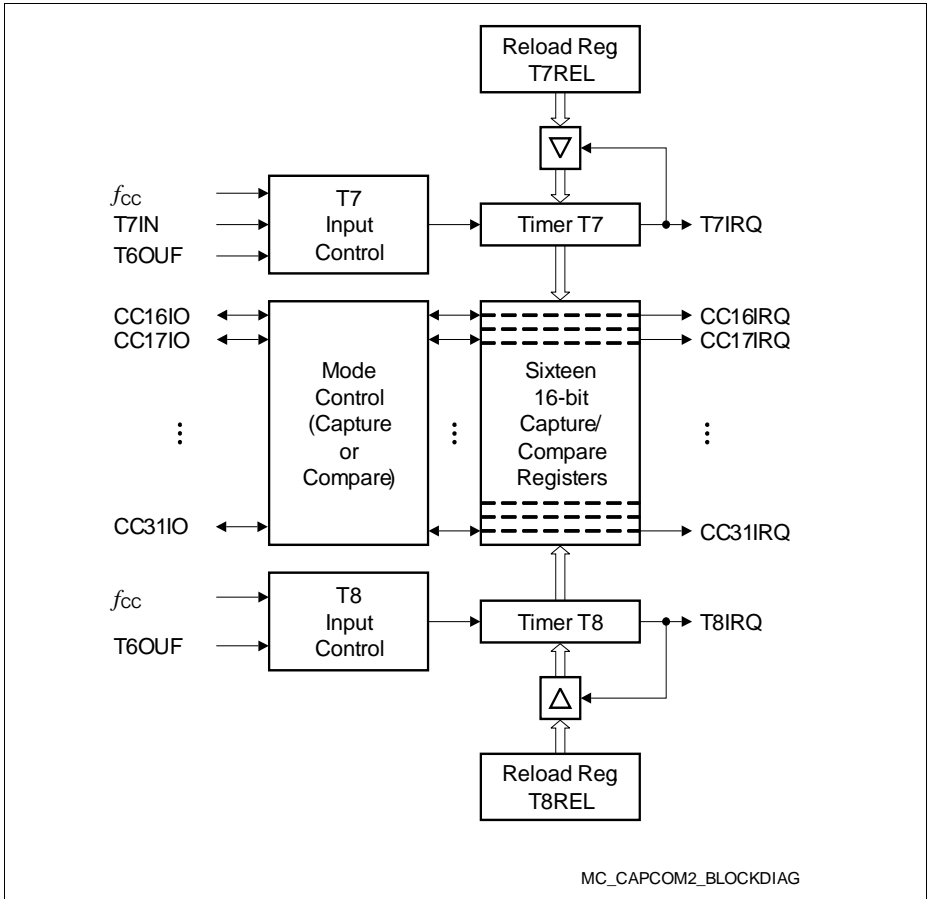 Reload Reg
T7REL
fCC
T7IN
T6OUF
T7
Input
Control
Timer T7
T7IRQ
CC16IO
CC17IO
CC31IO
Mode
Control
(Capture
or
Compare)
Sixteen
16-bit
Capture/
Compare
Registers
CC16IRQ
CC17IRQ
CC31IRQ
fCC
T6OUF
T8
Input
Control
Timer T8
T8IRQ
Reload Reg
T8REL
MC_CAPCOM2_BLOCKDIAG